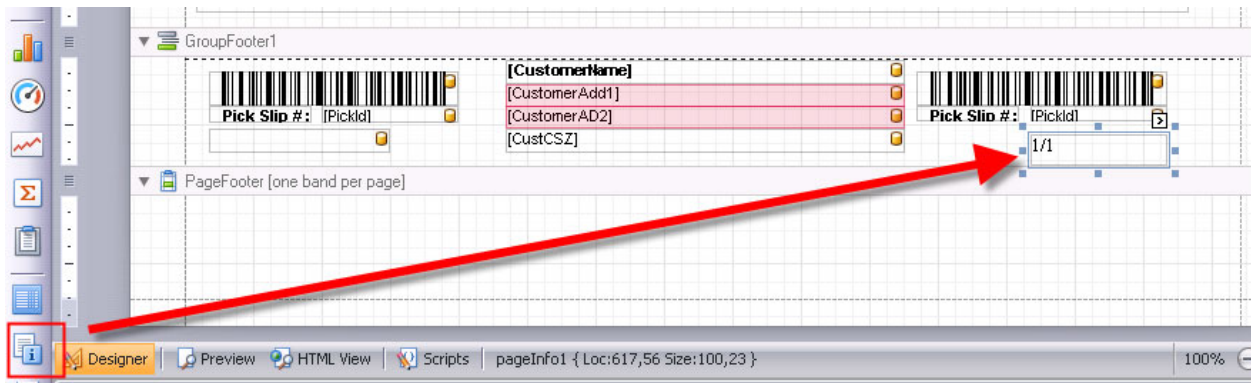 GroupFooter1
[CustomerName]
[CustomerAdd1]
Pick Slip #: [PickId] [CustomerAD2] Pick Slip #: [PickId]
[CustCSZ] 1/1
PageFooter [one band per page]
Designer Preview HTML View Scripts pageInfo1 { Loc:617,56 Size:100,23 } 100%